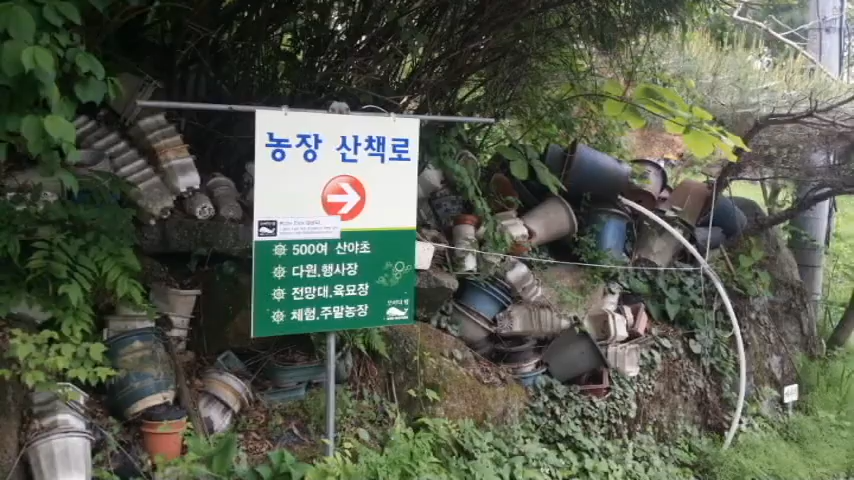 농장 산책로
500여 산야초
다원.행사장
전망대.육묘장
체험.주말농장